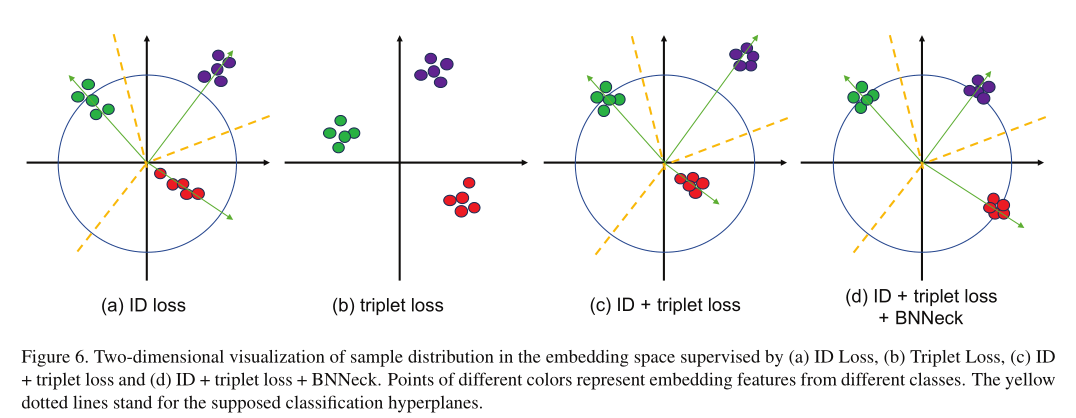 (a) ID loss
(b) triplet loss
(c) ID + triplet loss
(d) ID + triplet loss
+ BNNeck
Figure 6. Two-dimensional visualization of sample distribution in the embedding space supervised by (a) ID Loss, (b) Triplet Loss, (c) ID
+ triplet loss and (d) ID + triplet loss + BNNeck. Points of different colors represent embedding features from different classes. The yellow
dotted lines stand for the supposed classification hyperplanes.